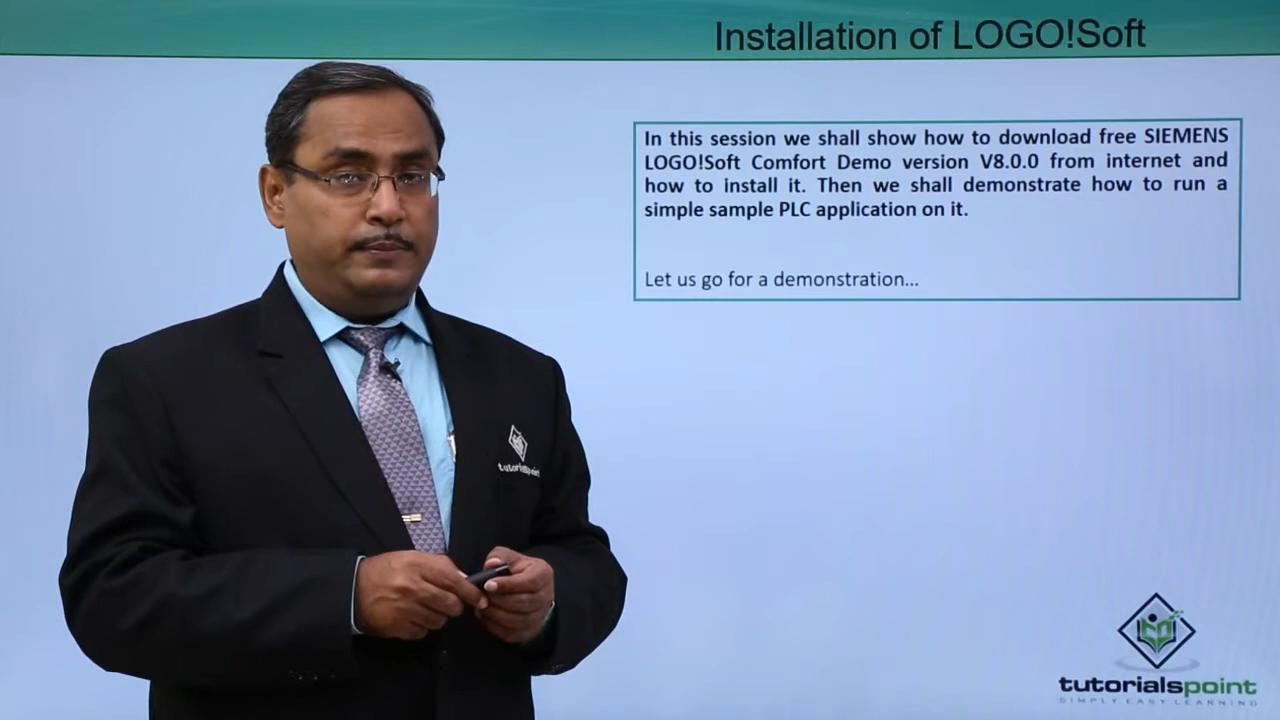 Installation of LOGO!Soft
In this session we shall show how to download free SIEMENS
LOGO!Soft Comfort Demo version V8.0.0 from internet and
how to install it. Then we shall demonstrate how to run a
simple sample PLC application on it.
Let us go for a demonstration...
tutorialspoint
tutorialspoint
SIMPLY EASY LEARNING